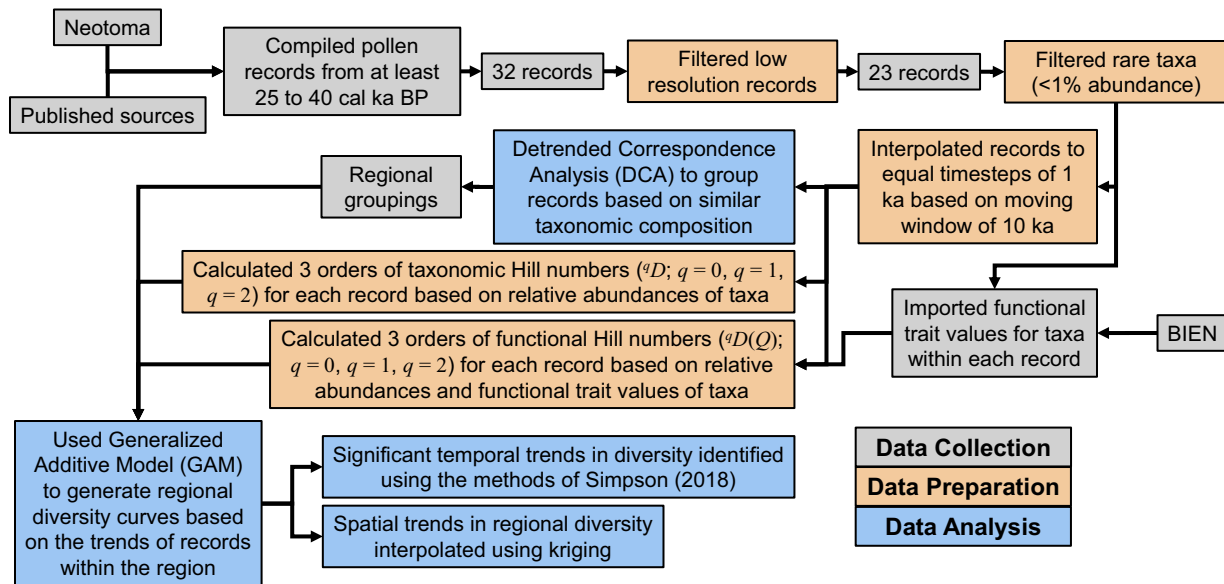 Neotoma
Published sources
Compiled pollen
records from at least
25 to 40 cal ka BP
32 records
Filtered low
resolution records
23 records
Filtered rare taxa
(<1% abundance)
Interpolated records to
equal timesteps of 1
ka based on moving
window of 10 ka
Detrended Correspondence
Analysis (DCA) to group
records based on similar
taxonomic composition
Regional
groupings
Calculated 3 orders of taxonomic Hill numbers (qD; q = 0, q = 1,
q = 2) for each record based on relative abundances of taxa
Imported functional
trait values for taxa
within each record
BIEN
Calculated 3 orders of functional Hill numbers (qD(Q);
q = 0, q = 1, q = 2) for each record based on relative
abundances and functional trait values of taxa
Used Generalized
Additive Model (GAM)
to generate regional
diversity curves based
on the trends of records
within the region
Significant temporal trends in diversity identified
using the methods of Simpson (2018)
Spatial trends in regional diversity
interpolated using kriging
Data Collection
Data Preparation
Data Analysis